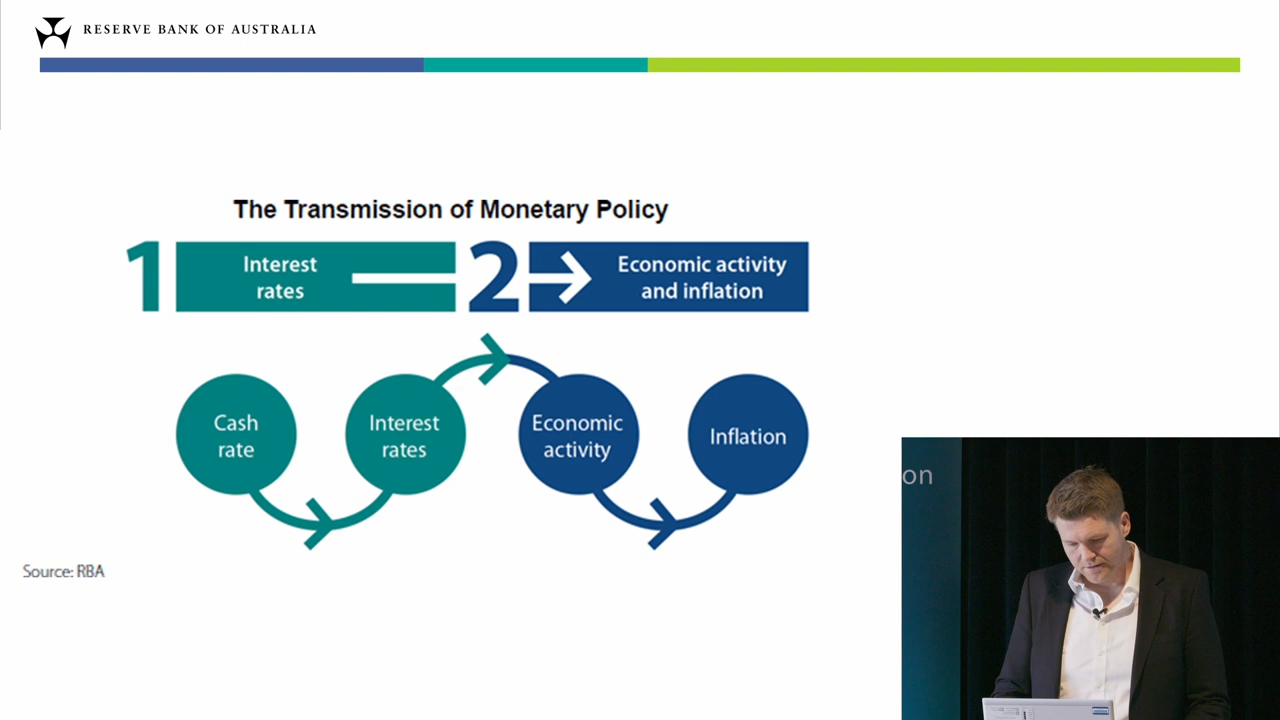 RESERVE BANK OF AUSTRALIA
The Transmission of Monetary Policy
1
Interest
rates
2
Economic activity
and inflation
Cash
rate
Interest
rates
Economic
activity
Inflation
Source: RBA
on